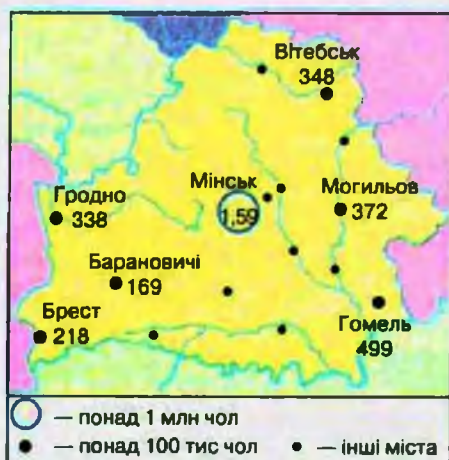 Вітебськ
348
Мінськ
1,59
Могильов
372
Гродно
338
Барановичі
169
Брест
218
Гомель
499
— понад 1 млн чол
— понад 100 тис чол
— інші міста